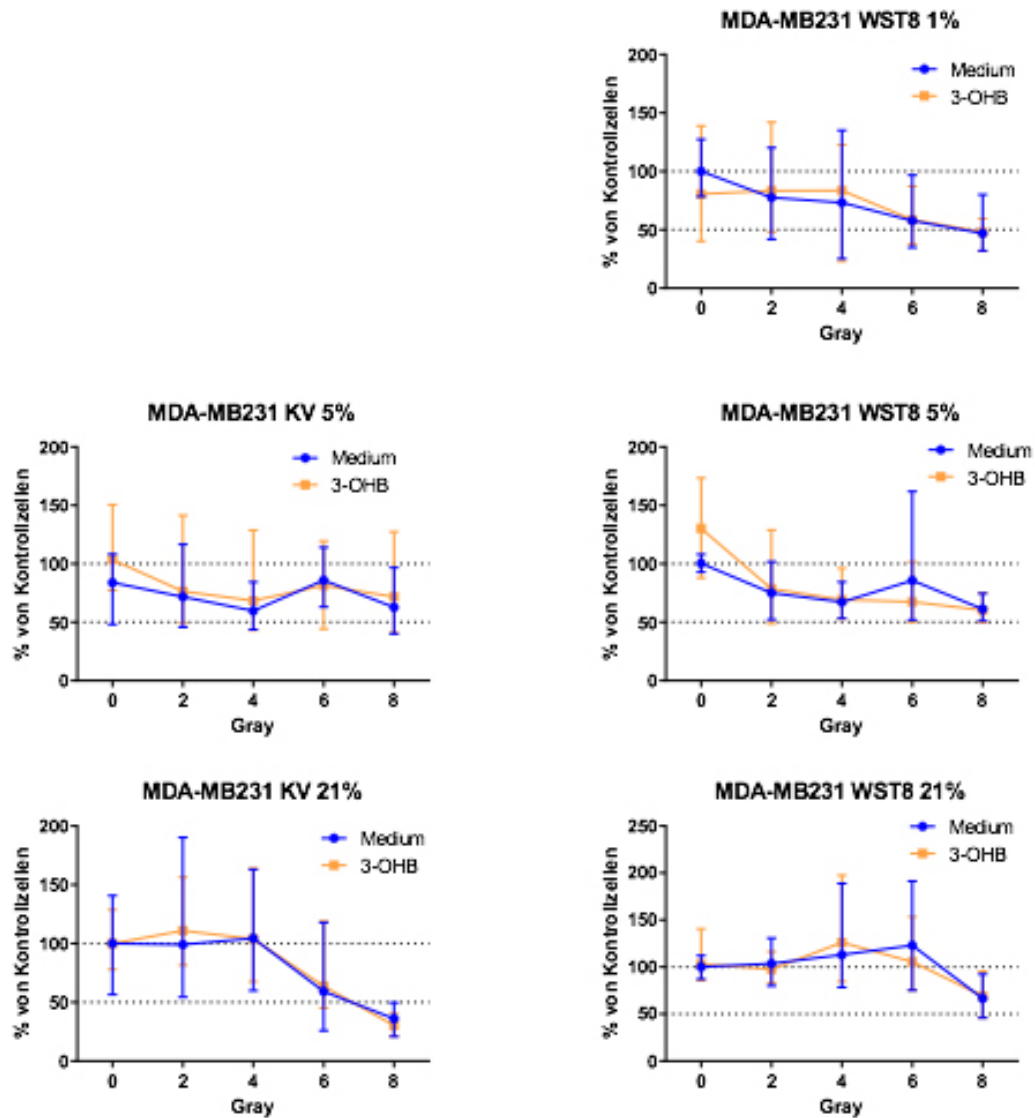 MDA-MB231 WST8 1%
Medium
3-OHB
% von Kontrollzellen
200
150
100
50
0
0 2 4 6 8
Gray
MDA-MB231 KV 5%
Medium
3-OHB
% von Kontrollzellen
200
150
100
50
0
0 2 4 6 8
Gray
MDA-MB231 WST8 5%
Medium
3-OHB
% von Kontrollzellen
200
150
100
50
0
0 2 4 6 8
Gray
MDA-MB231 KV 21%
Medium
3-OHB
% von Kontrollzellen
200
150
100
50
0
0 2 4 6 8
Gray
MDA-MB231 WST8 21%
Medium
3-OHB
% von Kontrollzellen
250
200
150
100
50
0
0 2 4 6 8
Gray